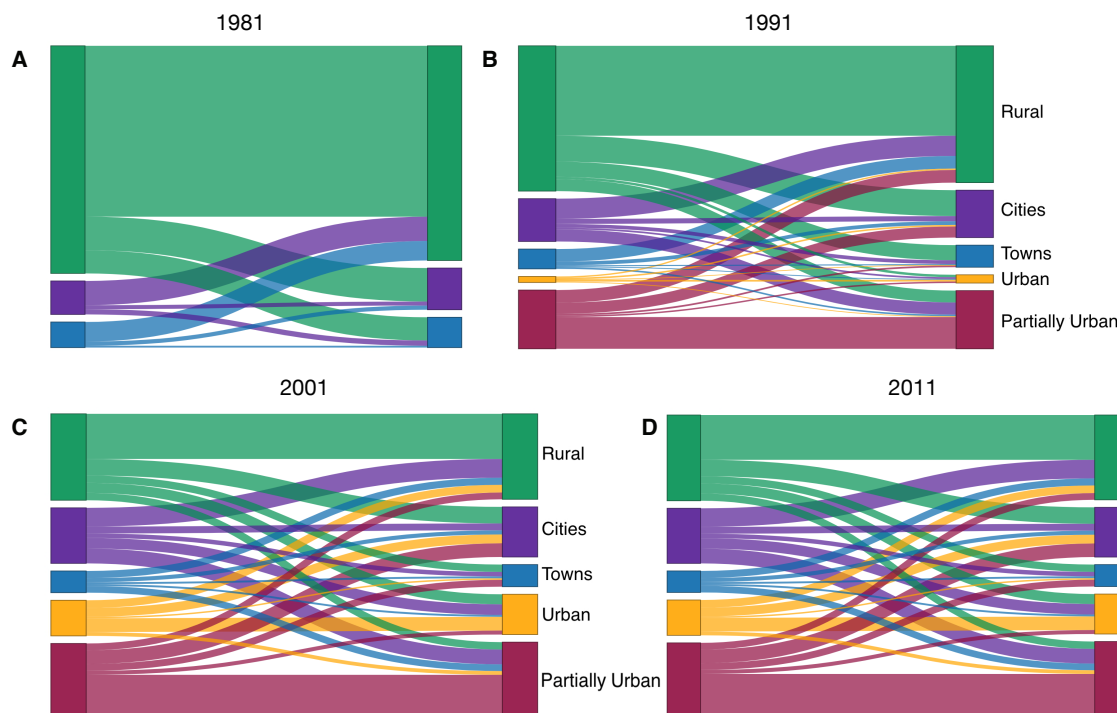 1981
1991
A
B
Rural
Cities
Towns
Urban
Partially Urban
2001
2011
C
D
Rural
Cities
Towns
Urban
Partially Urban